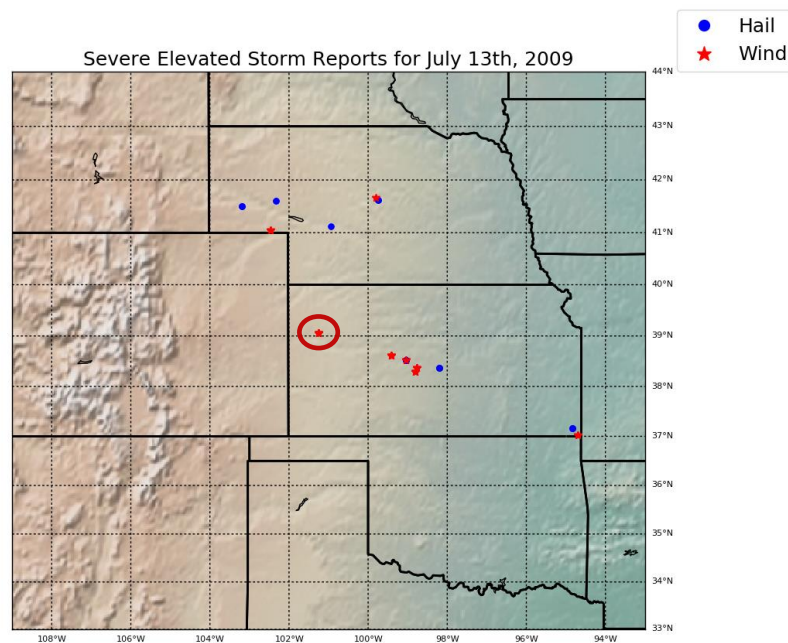 Hail
Wind
Severe Elevated Storm Reports for July 13th, 2009
44°N
43°N
42°N
41°N
40°N
39°N
38°N
37°N
36°N
35°N
34°N
33°N
108°W 106°W 104°W 102°W 100°W 98°W 96°W 94°W